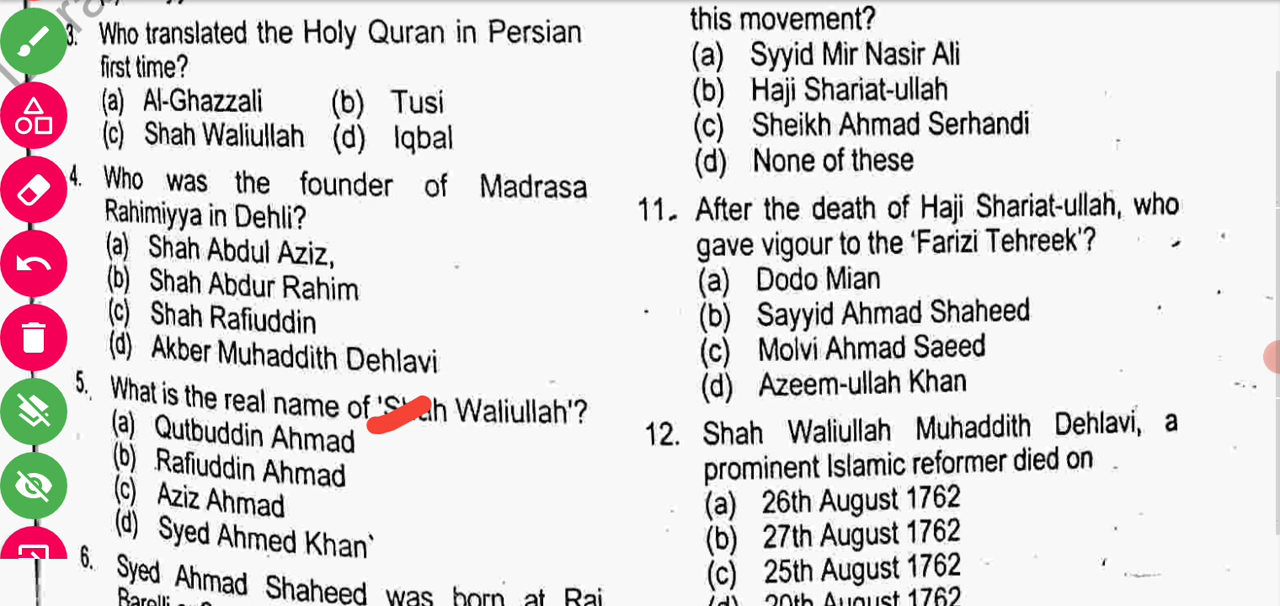 3. Who translated the Holy Quran in Persian
first time?
(a) Al-Ghazzali (b) Tusi
(c) Shah Waliullah (d) Iqbal
4. Who was the founder of Madrasa
Rahimiyya in Dehli?
(a) Shah Abdul Aziz,
(b) Shah Abdur Rahim
(c) Shah Rafiuddin
(d) Akber Muhaddith Dehlavi
5. What is the real name of 'Shah Waliullah'?
(a) Qutbuddin Ahmad
(b) Rafiuddin Ahmad
(c) Aziz Ahmad
(d) Syed Ahmed Khan`
6. Syed Ahmad Shaheed was born at Rai
this movement?
(a) Syyid Mir Nasir Ali
(b) Haji Shariat-ullah
(c) Sheikh Ahmad Serhandi
(d) None of these
11. After the death of Haji Shariat-ullah, who
gave vigour to the 'Farizi Tehreek'?
(a) Dodo Mian
(b) Sayyid Ahmad Shaheed
(c) Molvi Ahmad Saeed
(d) Azeem-ullah Khan
12. Shah Waliullah Muhaddith Dehlavi, a
prominent Islamic reformer died on
(a) 26th August 1762
(b) 27th August 1762
(c) 25th August 1762
(d) 20th August 1762